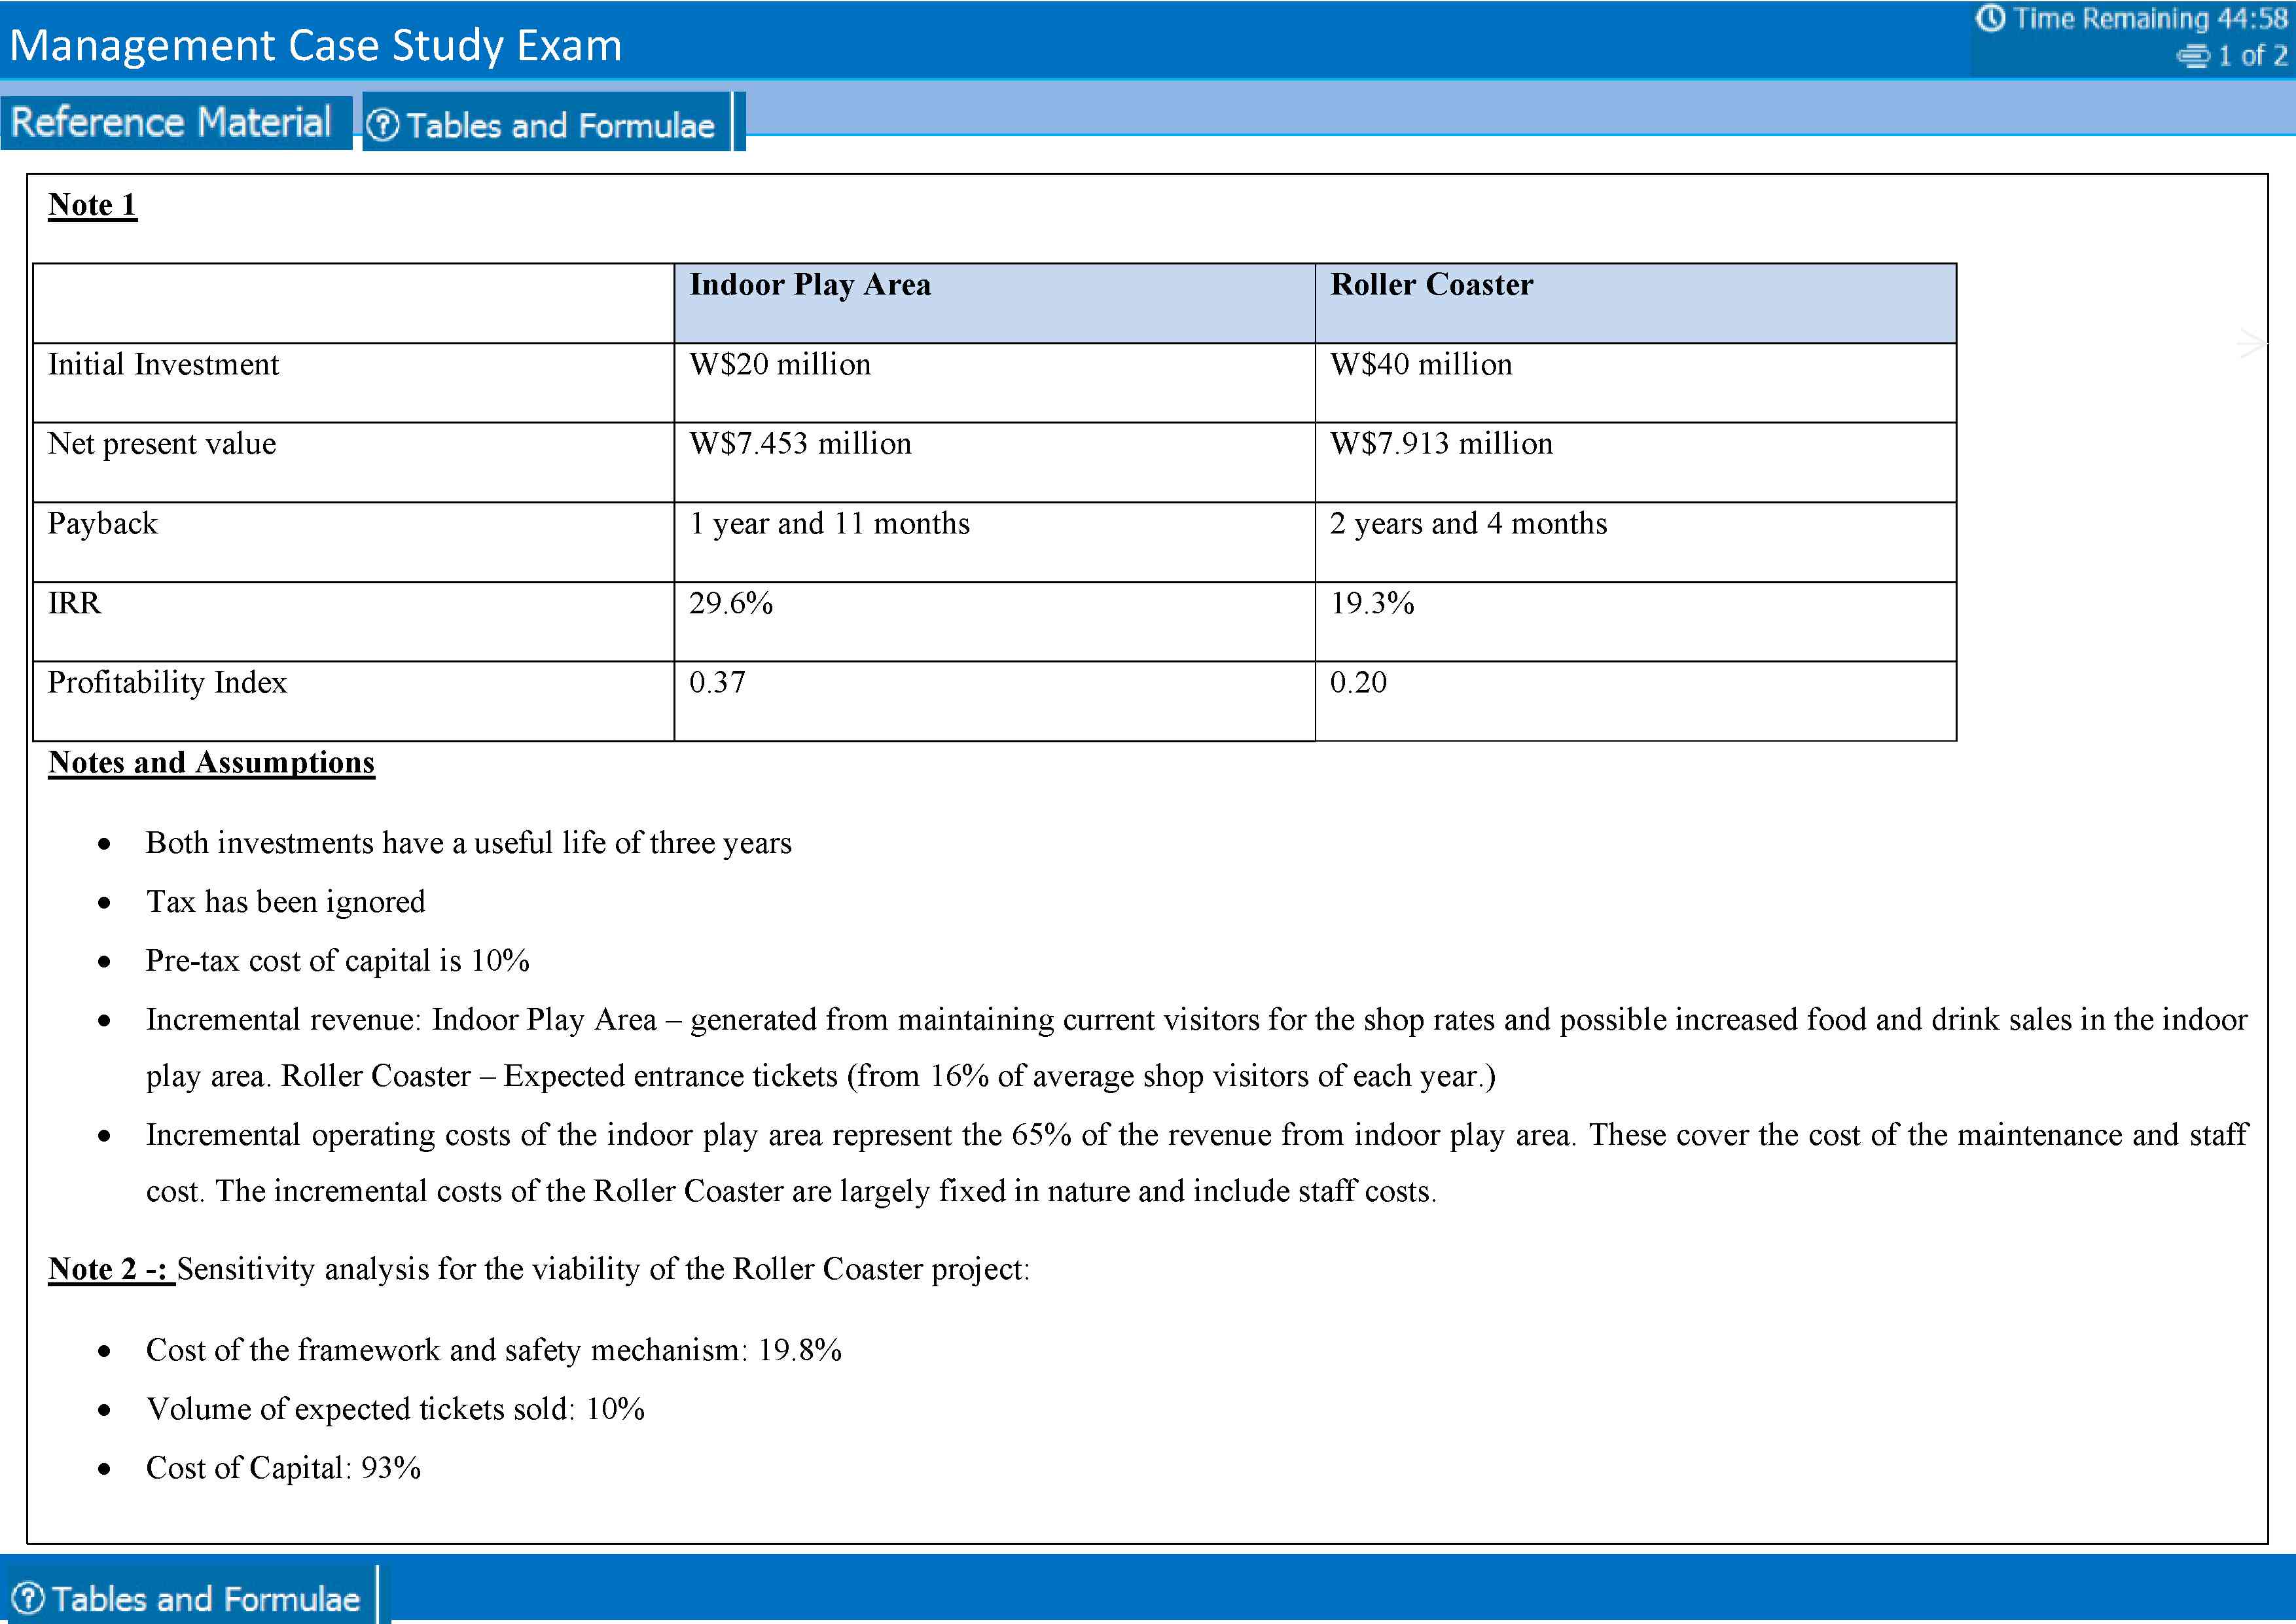 Management Case Study Exam
Time Remaining 44:58
1 of 2
Reference Material
Tables and Formulae
Note 1
Indoor Play Area Roller Coaster
Initial Investment W$20 million W$40 million
Net present value W$7.453 million W$7.913 million
Payback 1 year and 11 months 2 years and 4 months
IRR 29.6% 19.3%
Profitability Index 0.37 0.20
Notes and Assumptions
• Both investments have a useful life of three years
• Tax has been ignored
• Pre-tax cost of capital is 10%
• Incremental revenue: Indoor Play Area – generated from maintaining current visitors for the shop rates and possible increased food and drink sales in the indoor
play area. Roller Coaster – Expected entrance tickets (from 16% of average shop visitors of each year.)
• Incremental operating costs of the indoor play area represent the 65% of the revenue from indoor play area. These cover the cost of the maintenance and staff
cost. The incremental costs of the Roller Coaster are largely fixed in nature and include staff costs.
Note 2 -: Sensitivity analysis for the viability of the Roller Coaster project:
• Cost of the framework and safety mechanism: 19.8%
• Volume of expected tickets sold: 10%
• Cost of Capital: 93%
Tables and Formulae